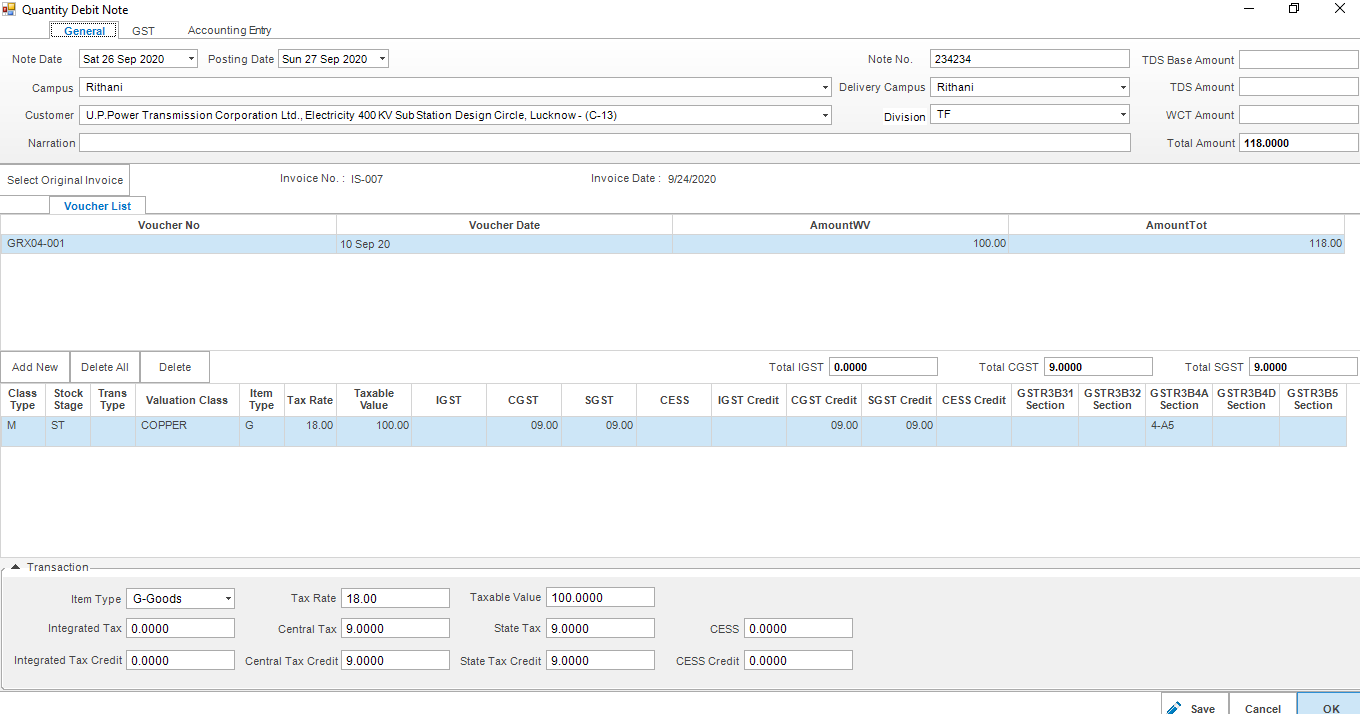 Quantity Debit Note
General GST Accounting Entry
Note Date Sat 26 Sep 2020 Posting Date Sun 27 Sep 2020 Note No. 234234 TDS Base Amount
Campus Rithani Delivery Campus Rithani TDS Amount
Customer U.P.Power Transmission Corporation Ltd., Electricity 400 KV Sub Station Design Circle, Lucknow - (C-13) Division TF WCT Amount
Narration Total Amount 118.0000
Select Original Invoice Invoice No. : IS-007 Invoice Date : 9/24/2020
Voucher List
Voucher No Voucher Date AmountWV AmountTot
GRX04-001 10 Sep 20 100.00 118.00
Add New Delete All Delete Total IGST 0.0000 Total CGST 9.0000 Total SGST 9.0000
Class Type Stock Stage Trans Type Valuation Class Item Type Tax Rate Taxable Value IGST CGST SGST CESS IGST Credit CGST Credit SGST Credit CESS Credit GSTR3B31 Section GSTR3B32 Section GSTR3B4A Section GSTR3B4D Section GSTR3B5 Section
M ST COPPER G 18.00 100.00 09.00 09.00 09.00 09.00 4-A5
Transaction
Item Type G-Goods Tax Rate 18.00 Taxable Value 100.0000
Integrated Tax 0.0000 Central Tax 9.0000 State Tax 9.0000 CESS 0.0000
Integrated Tax Credit 0.0000 Central Tax Credit 9.0000 State Tax Credit 9.0000 CESS Credit 0.0000
Save Cancel OK